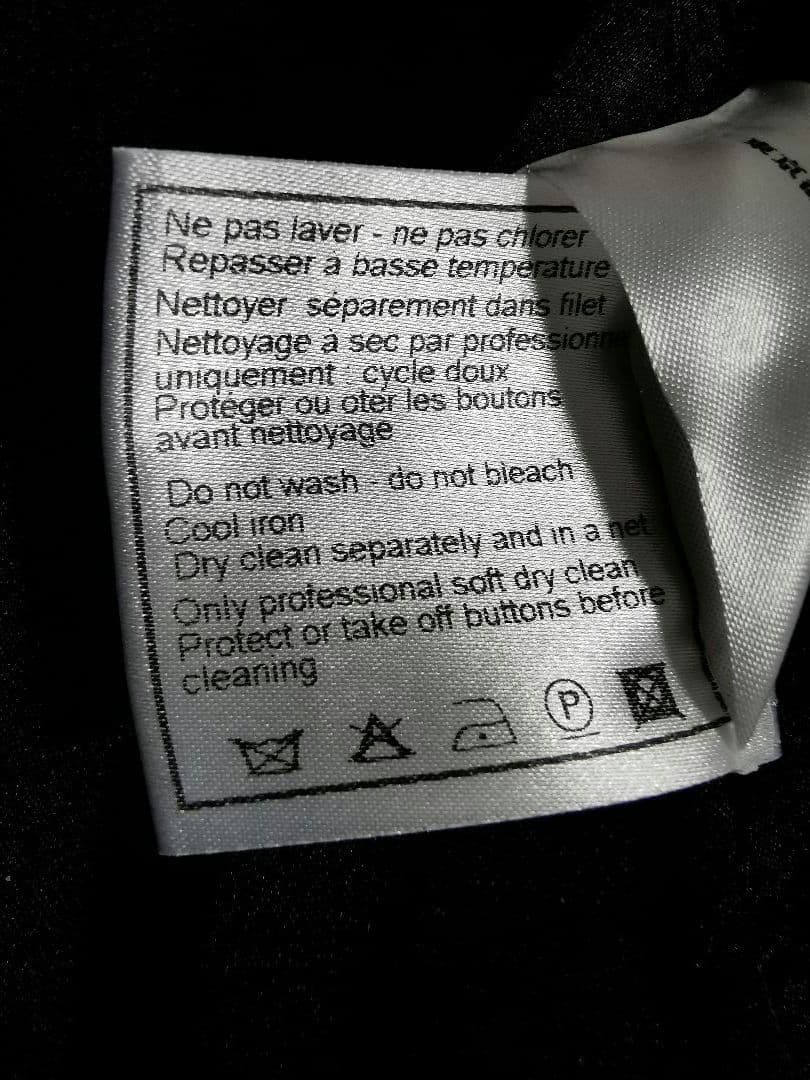 Ne pas laver - ne pas chlorer
Repasser à basse temperature
Nettoyer séparement dans filet
Nettoyage à sec par
uniquement : cycle doux
Protéger ou oter les boutons
avant nettoyage
Do not wash - do not bleach
Cool iron
Dry clean separately and in a net
Only professional soft dry clean
Protect or take off buttons before
cleaning
P